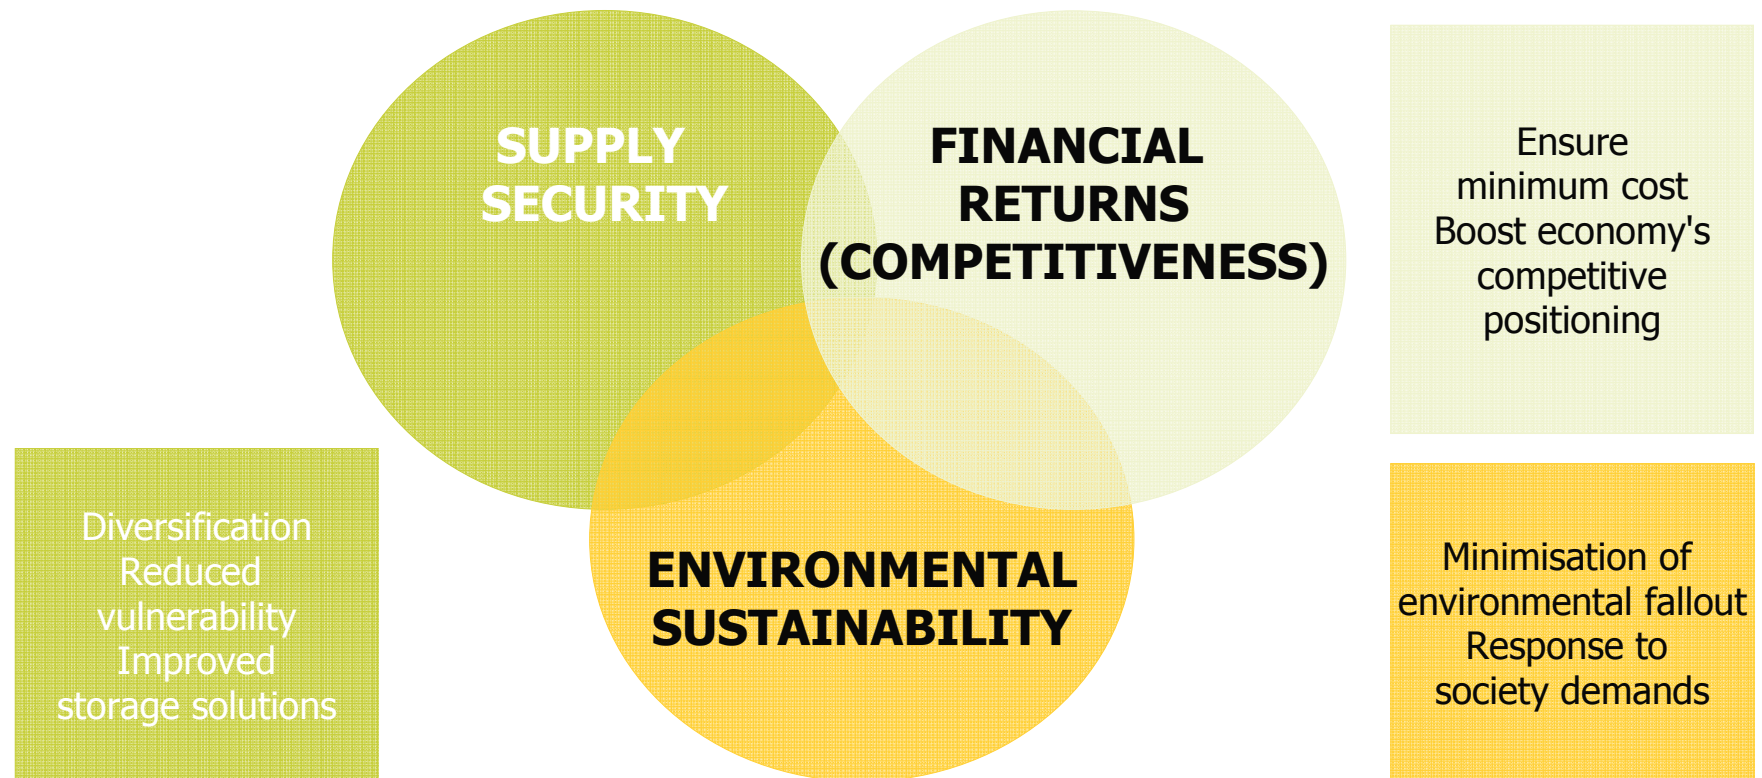 SUPPLY
SECURITY
FINANCIAL
RETURNS
(COMPETITIVENESS)
Ensure
minimum cost
Boost economy's
competitive
positioning
Diversification
Reduced
vulnerability
Improved
storage solutions
ENVIRONMENTAL
SUSTAINABILITY
Minimisation of
environmental fallout
Response to
society demands